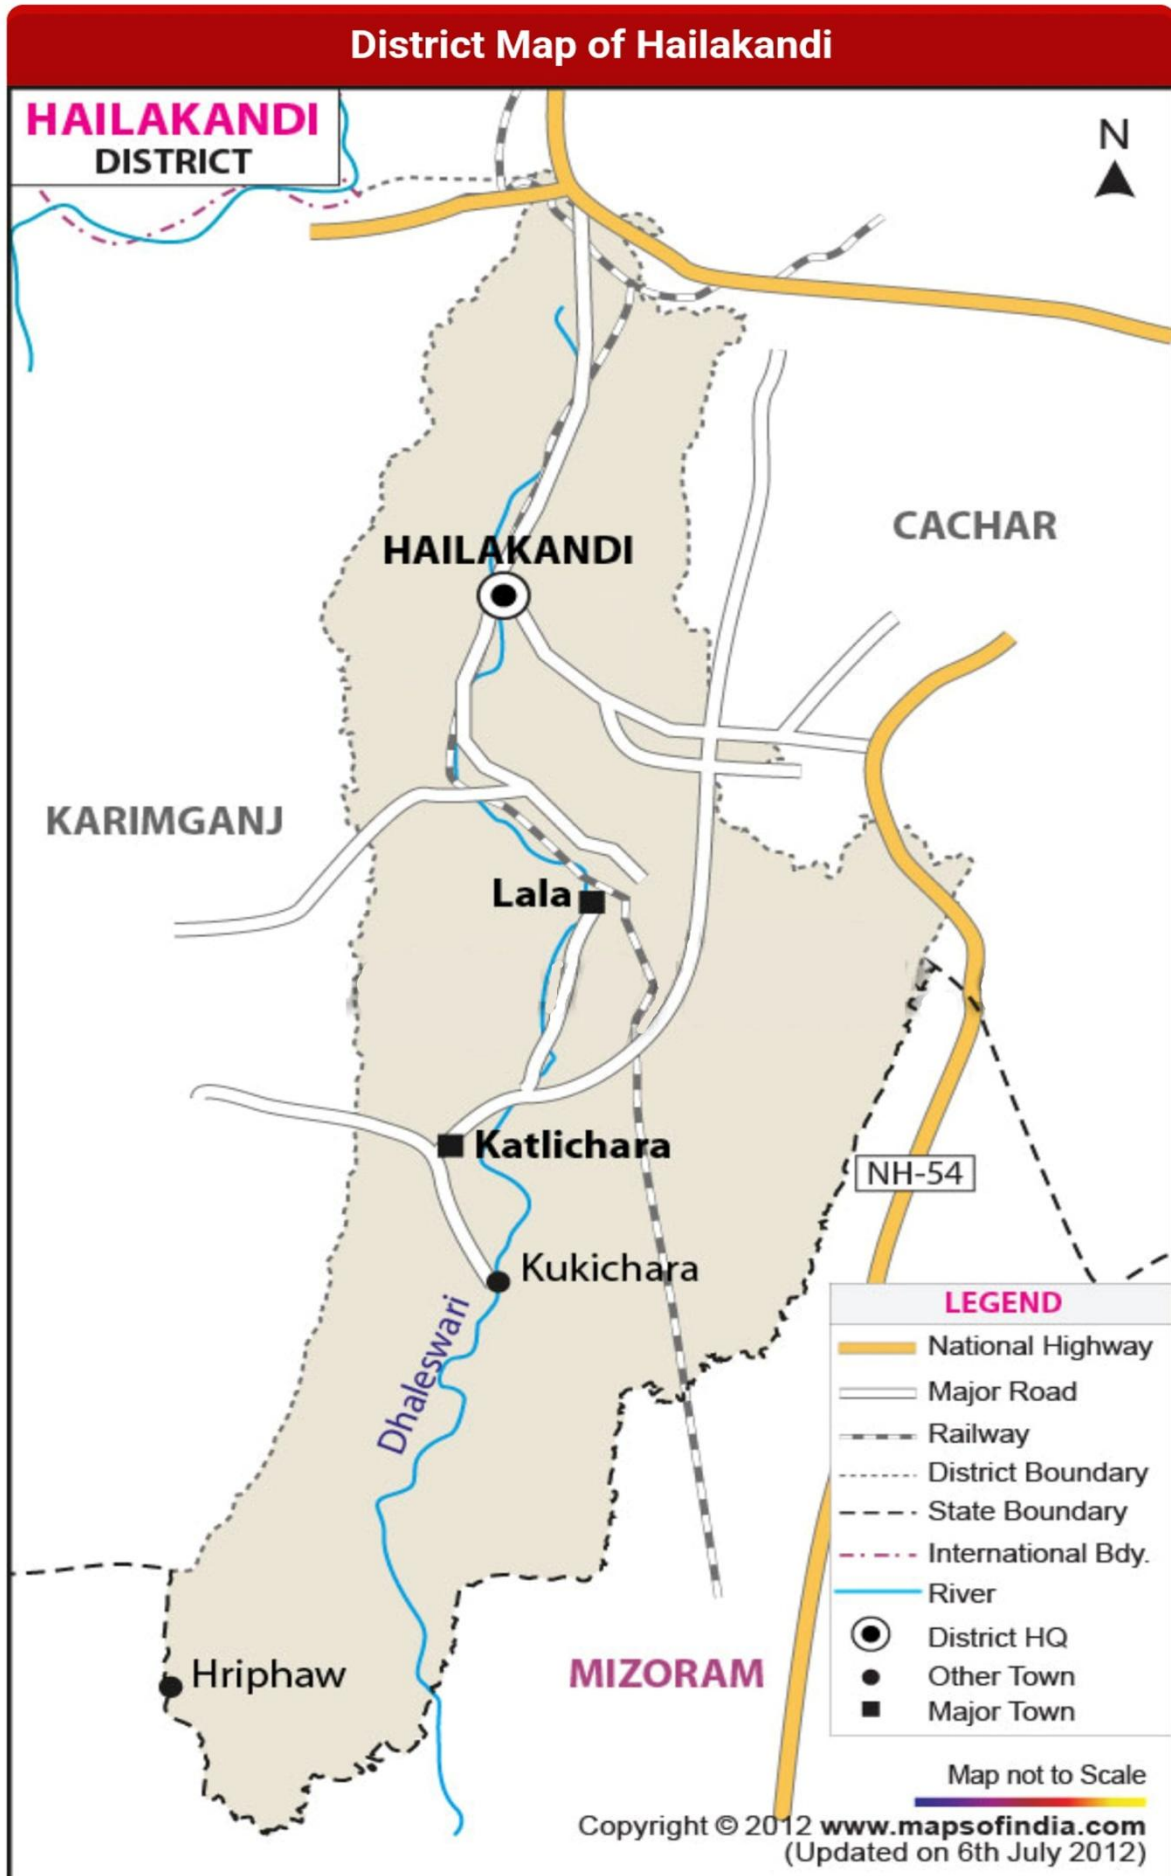 District Map of Hailakandi
HAILAKANDI
DISTRICT
N
CACHAR
HAILAKANDI
KARIMGANJ
Lala
Katlichara
NH-54
Kukichara
Dhaleswari
LEGEND
National Highway
Major Road
Railway
District Boundary
State Boundary
International Bdy.
River
District HQ
Other Town
Major Town
Hriphaw
MIZORAM
Map not to Scale
Copyright © 2012 www.mapsofindia.com
(Updated on 6th July 2012)